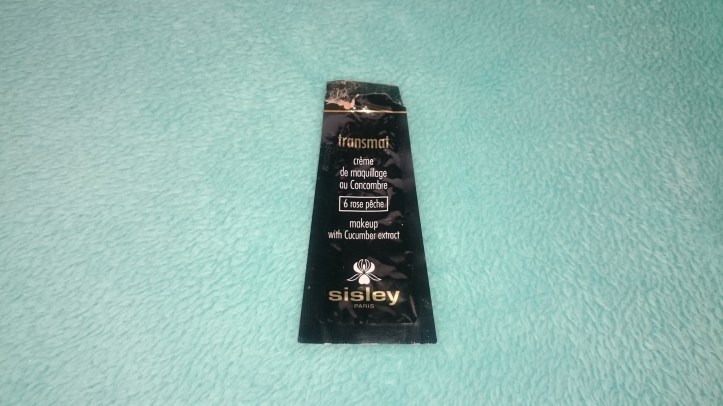 transmat
crème
de maquillage
au Concombre
6 rose pêche
makeup
with Cucumber extract
sisley
PARIS